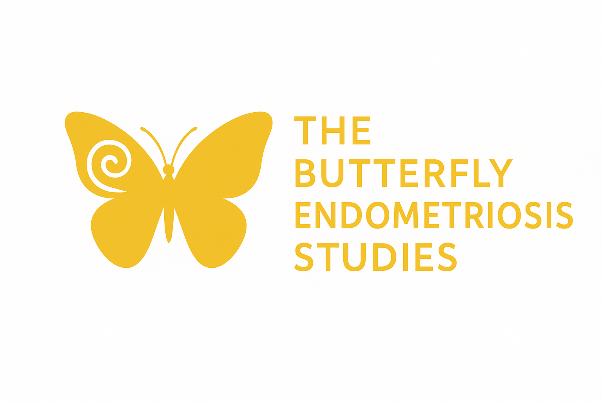 THE
BUTTERFLY
ENDOMETRIOSIS
STUDIES